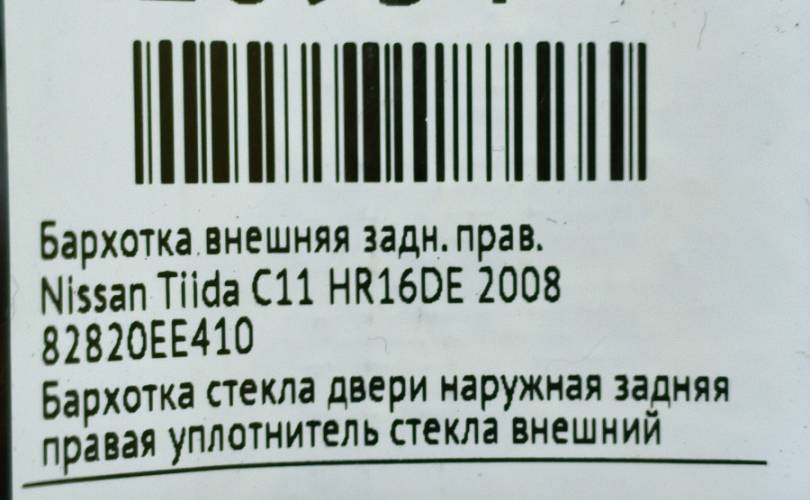 Бархотка внешняя задн. прав.
Nissan Tiida C11 HR16DE 2008
82820EE410
Бархотка стекла двери наружная задняя
правая уплотнитель стекла внешний